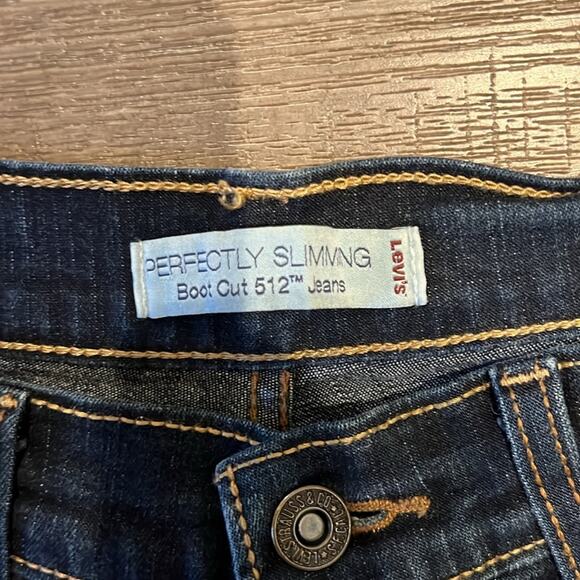 PERFECTLY SLIMMING
Boot Cut 512™ Jeans
Levi's
LEVI STRAUSS & CO